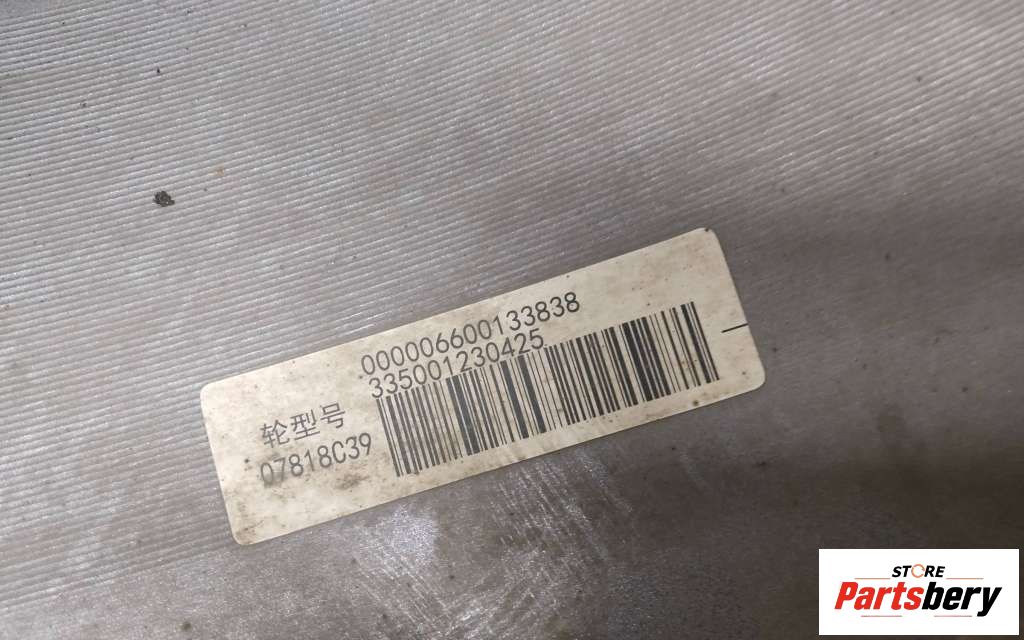 000006600133838
335001230425
轮型号
07818C39
STORE
Partsbery